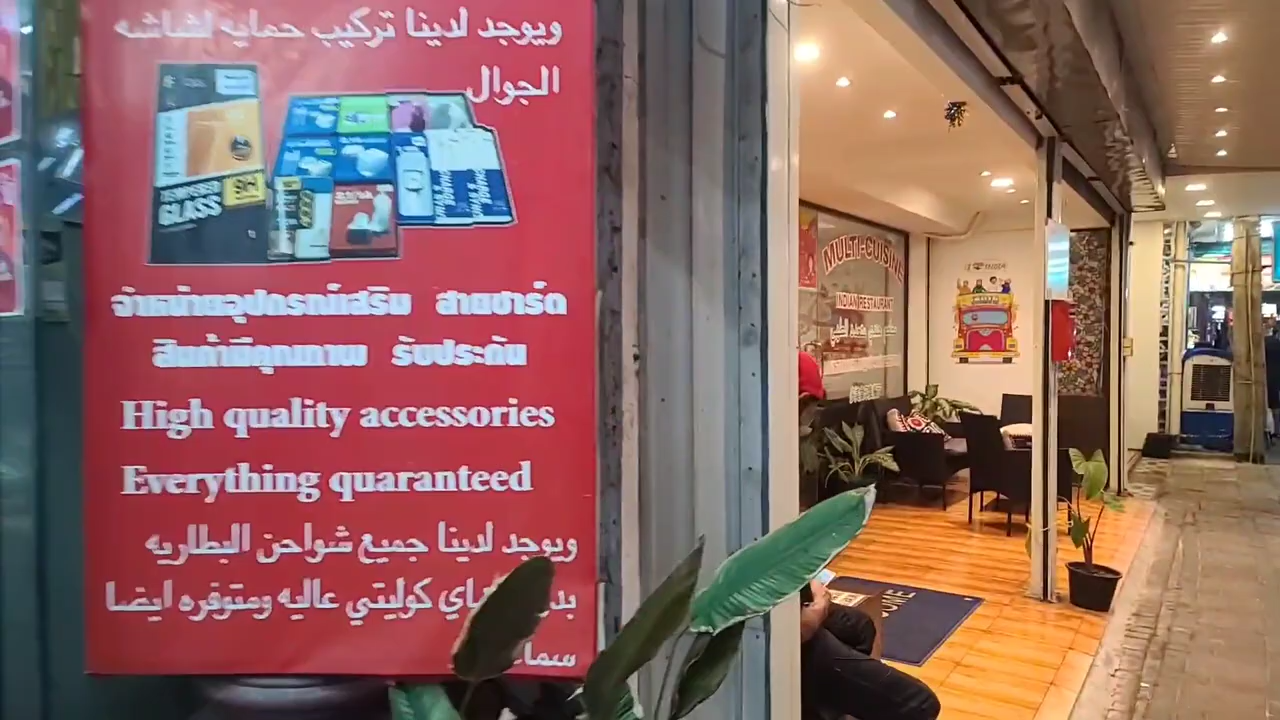 ويوجد لدينا تركيب حمايه لشاشه
الجوال
GLASS
9H
จำหน่ายอุปกรณ์เสริม สายชาร์ต
สินค้ามีคุณภาพ รับประกัน
High quality accessories
Everything quaranteed
ويوجد لدينا جميع شواحن البطاريه
هاي كوليتي عاليه ومتوفره ايضا
MULTI-CUISINE
INDIAN RESTAURANT